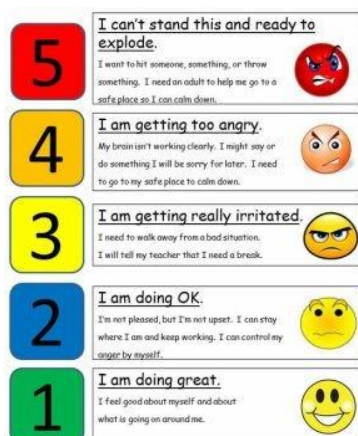 5
I can't stand this and ready to
explode.
I want to hit someone, something, or throw
something. I need an adult to help me go to a
safe place so I can calm down.
4
I am getting too angry.
My brain isn't working clearly. I might say or
do something I will be sorry for later. I need
to go to my safe place to calm down.
3
I am getting really irritated.
I need to walk away from a bad situation.
I will tell my teacher that I need a break.
2
I am doing OK.
I'm not pleased, but I'm not upset. I can stay
where I am and keep working. I can control my
anger by myself.
1
I am doing great.
I feel good about myself and about
what is going on around me.